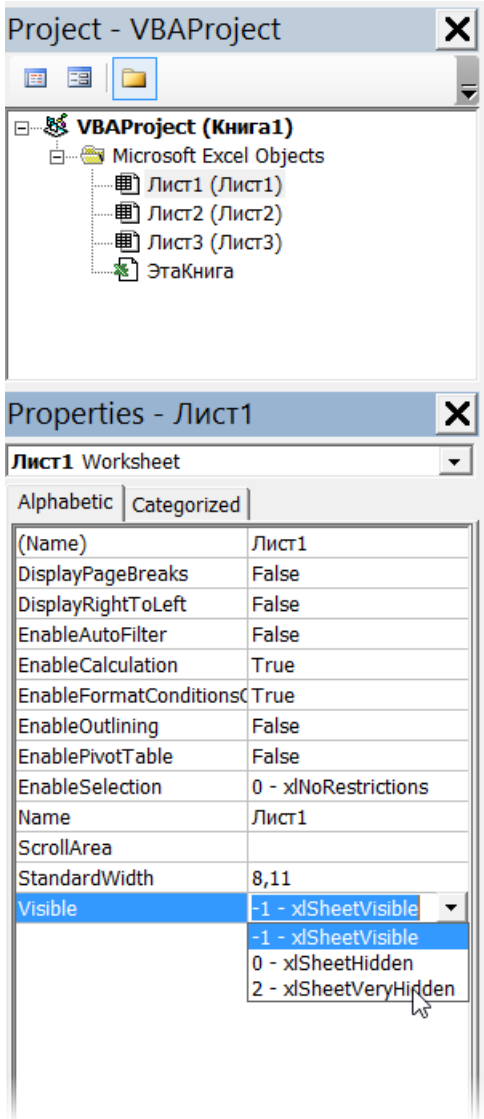 Project - VBAProject
VBAProject (Книга1)
Microsoft Excel Objects
Лист1 (Лист1)
Лист2 (Лист2)
Лист3 (Лист3)
ЭтаКнига
Properties - Лист1
Лист1 Worksheet
Alphabetic Categorized
(Name) Лист1
DisplayPageBreaks False
DisplayRightToLeft False
EnableAutoFilter False
EnableCalculation True
EnableFormatConditionsC True
EnableOutlining False
EnablePivotTable False
EnableSelection 0 - xlNoRestrictions
Name Лист1
ScrollArea
StandardWidth 8,11
Visible -1 - xlSheetVisible
-1 - xlSheetVisible
0 - xlSheetHidden
2 - xlSheetVeryHidden